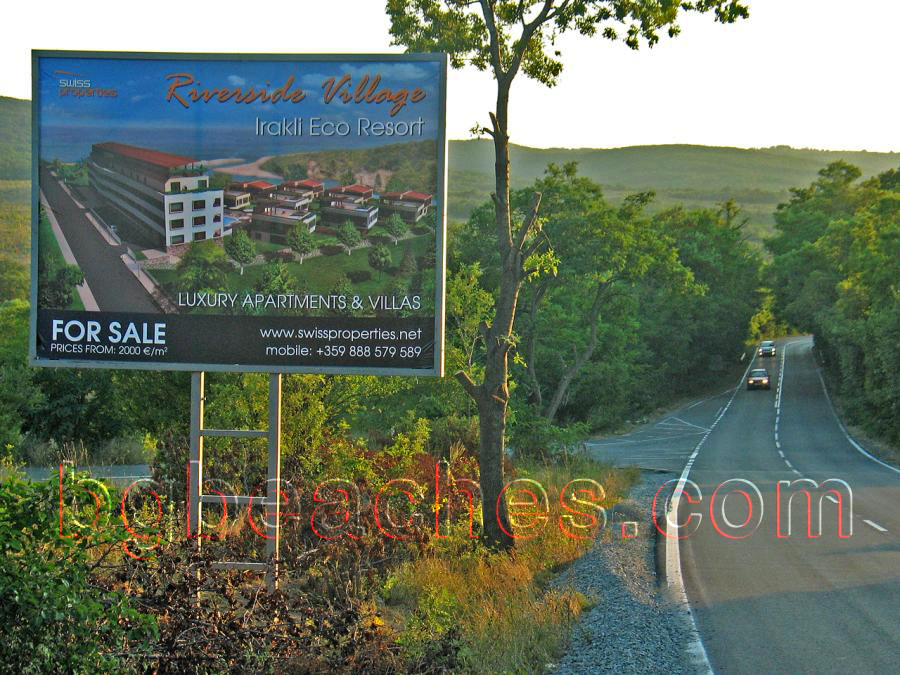 swiss
properties
Riverside Village
Irakli Eco Resort
LUXURY APARTMENTS & VILLAS
FOR SALE
PRICES FROM: 2000 €/m²
www.swissproperties.net
mobile: +359 888 579 589
bgbeaches.com